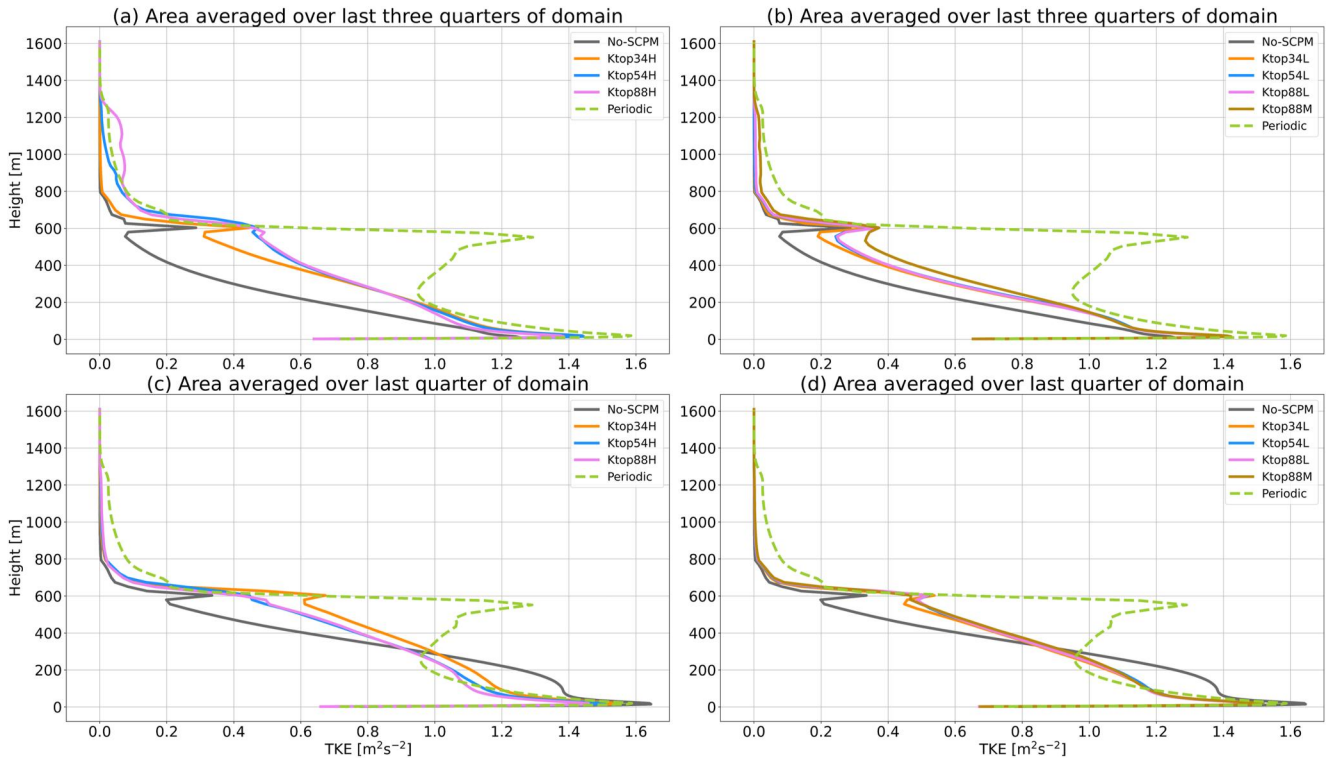 (a) Area averaged over last three quarters of domain
1600
1400
1200
1000
800
600
400
200
0
Height [m]
No-SCPM
Ktop34H
Ktop54H
Ktop88H
Periodic
0.0 0.2 0.4 0.6 0.8 1.0 1.2 1.4 1.6
(b) Area averaged over last three quarters of domain
1600
1400
1200
1000
800
600
400
200
0
No-SCPM
Ktop34L
Ktop54L
Ktop88L
Ktop88M
Periodic
0.0 0.2 0.4 0.6 0.8 1.0 1.2 1.4 1.6
(c) Area averaged over last quarter of domain
1600
1400
1200
1000
800
600
400
200
0
Height [m]
No-SCPM
Ktop34H
Ktop54H
Ktop88H
Periodic
0.0 0.2 0.4 0.6 0.8 1.0 1.2 1.4 1.6
TKE [m²s⁻²]
(d) Area averaged over last quarter of domain
1600
1400
1200
1000
800
600
400
200
0
No-SCPM
Ktop34L
Ktop54L
Ktop88L
Ktop88M
Periodic
0.0 0.2 0.4 0.6 0.8 1.0 1.2 1.4 1.6
TKE [m²s⁻²]